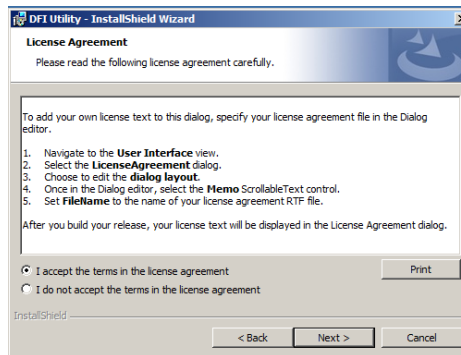 DFI Utility - InstallShield Wizard
License Agreement
Please read the following license agreement carefully.
To add your own license text to this dialog, specify your license agreement file in the Dialog
editor.
1. Navigate to the User Interface view.
2. Select the LicenseAgreement dialog.
3. Choose to edit the dialog layout.
4. Once in the Dialog editor, select the Memo ScrollableText control.
5. Set FileName to the name of your license agreement RTF file.
After you build your release, your license text will be displayed in the License Agreement dialog.
I accept the terms in the license agreement
Print
I do not accept the terms in the license agreement
InstallShield
< Back
Next >
Cancel